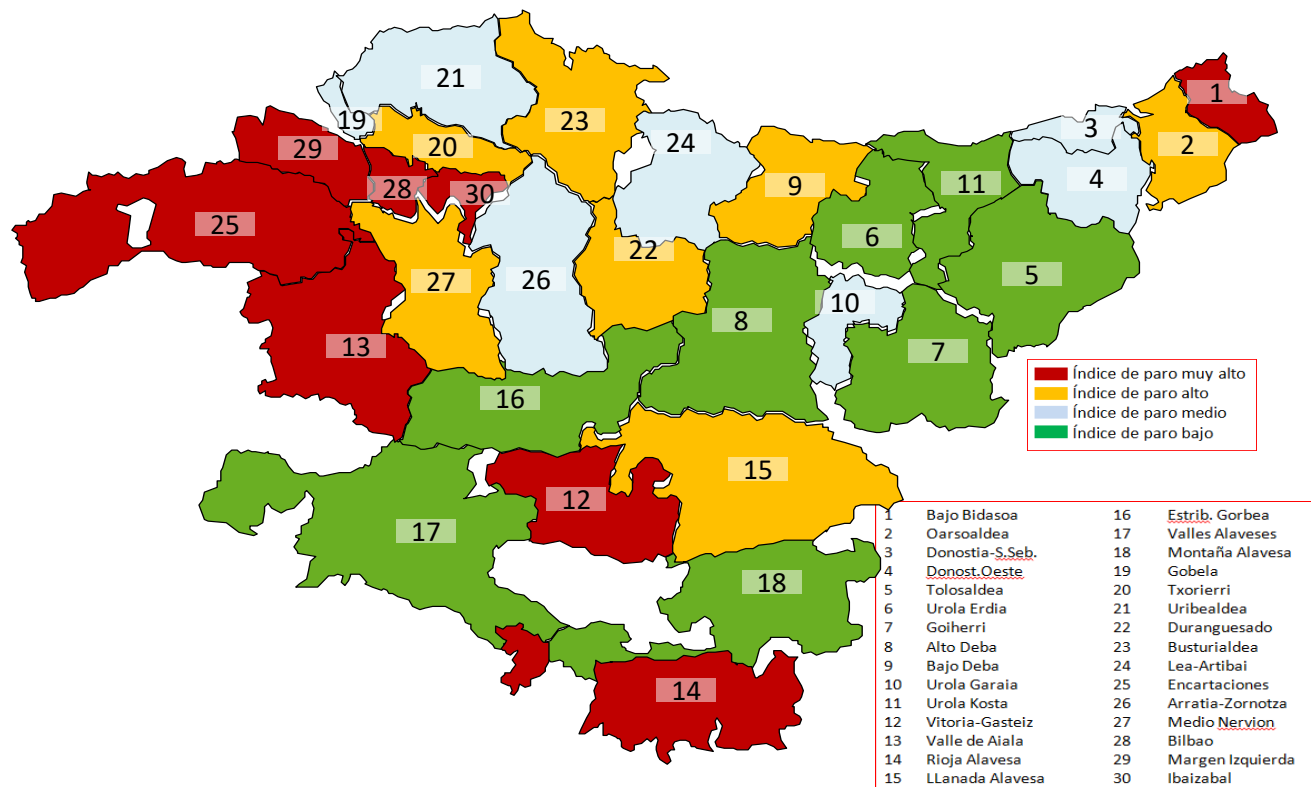 21
1
23
19
3
20
24
2
29
11
4
9
28
30
25
6
22
5
27
26
10
8
13
7
16
Índice de paro muy alto
Índice de paro alto
Índice de paro medio
Índice de paro bajo
15
12
17
18
14
1 Bajo Bidasoa 16 Estrib. Gorbea
2 Oarsoaldea 17 Valles Alaveses
3 Donostia-S.Seb. 18 Montaña Alavesa
4 Donost.Oeste 19 Gobela
5 Tolosaldea 20 Txorierri
6 Urola Erdia 21 Uribealdea
7 Goiherri 22 Duranguesado
8 Alto Deba 23 Busturialdea
9 Bajo Deba 24 Lea-Artibai
10 Urola Garaia 25 Encartaciones
11 Urola Kosta 26 Arratia-Zornotza
12 Vitoria-Gasteiz 27 Medio Nervion
13 Valle de Aiala 28 Bilbao
14 Rioja Alavesa 29 Margen Izquierda
15 LLanada Alavesa 30 Ibaizabal